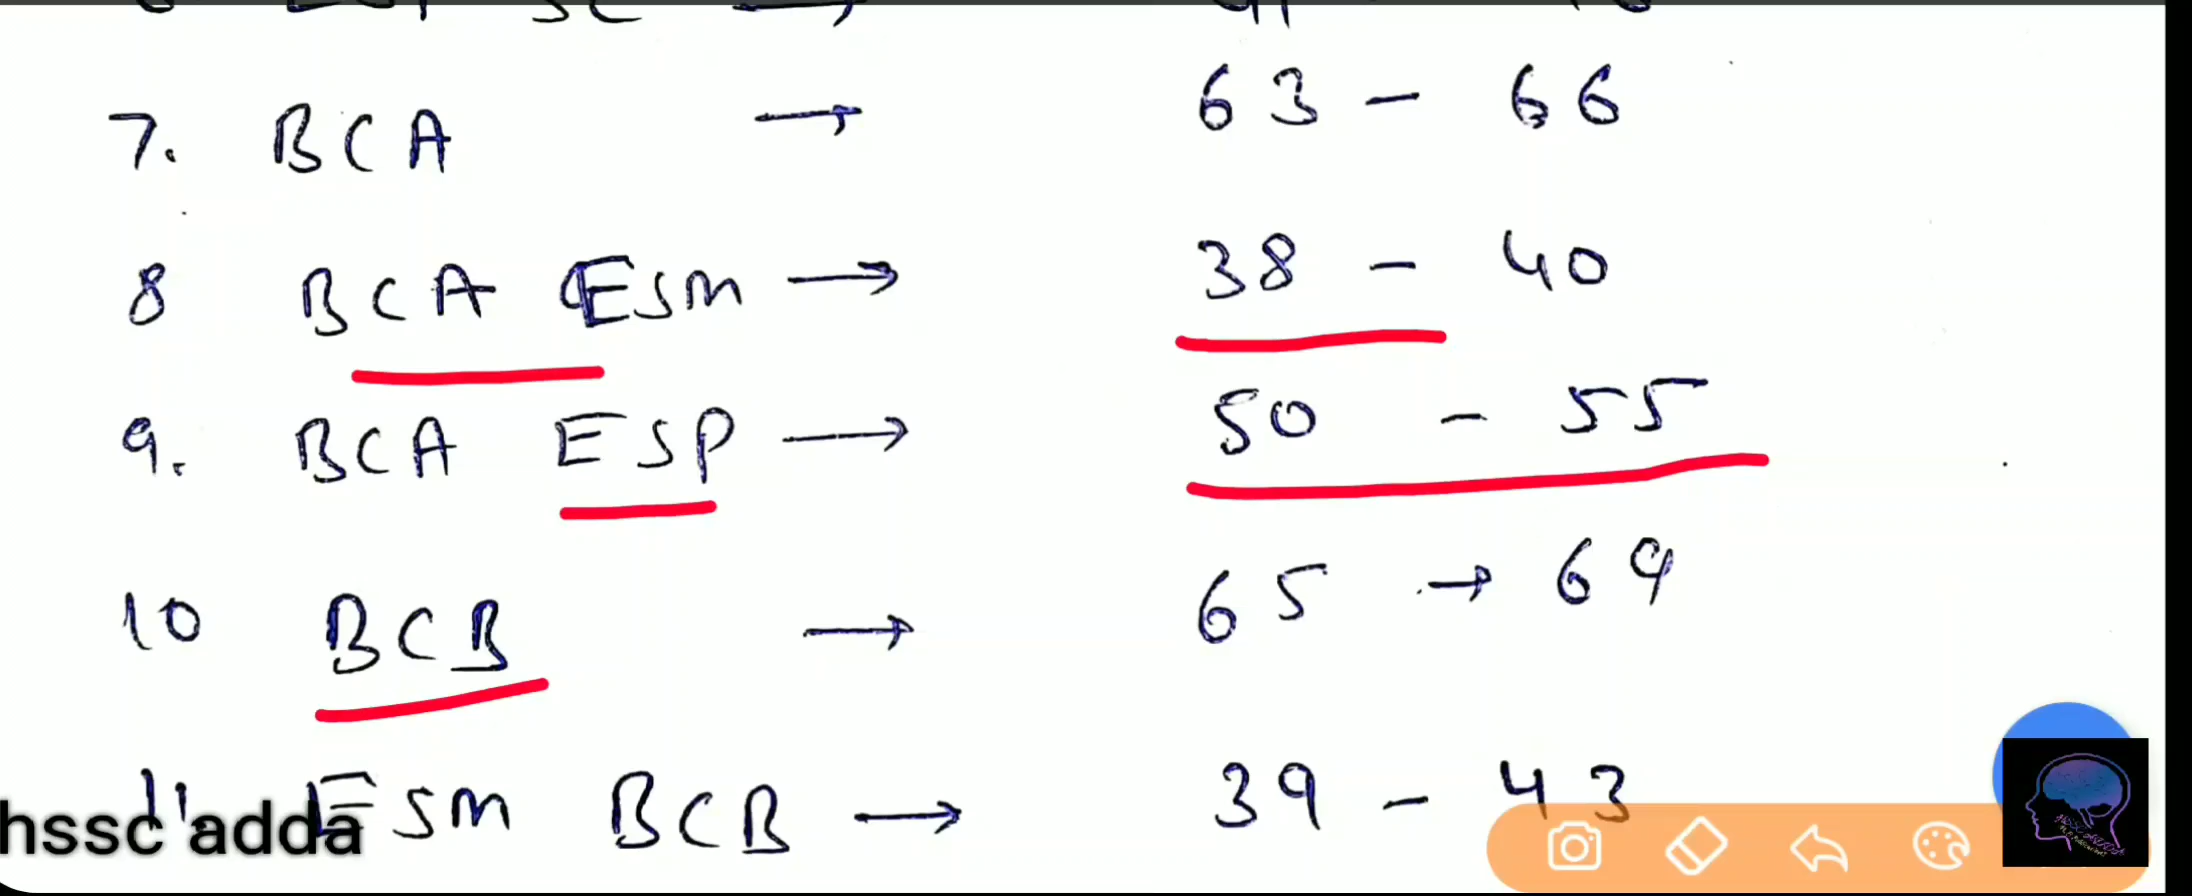 7. BCA → 63 - 66
8 BCA ESM → 38 - 40
9. BCA ESP → 50 - 55
10 BCB → 65 → 69
11. ESM BCB → 39 - 43
hssc adda